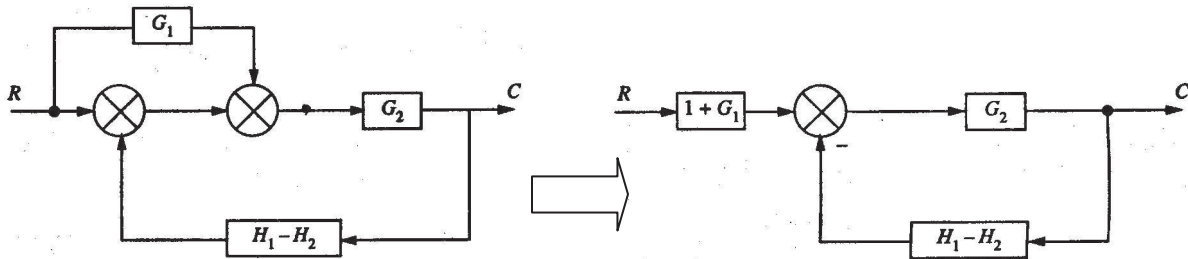 G₁
R
G₂
C
H₁ – H₂
R
1 + G₁
–
G₂
C
H₁ – H₂